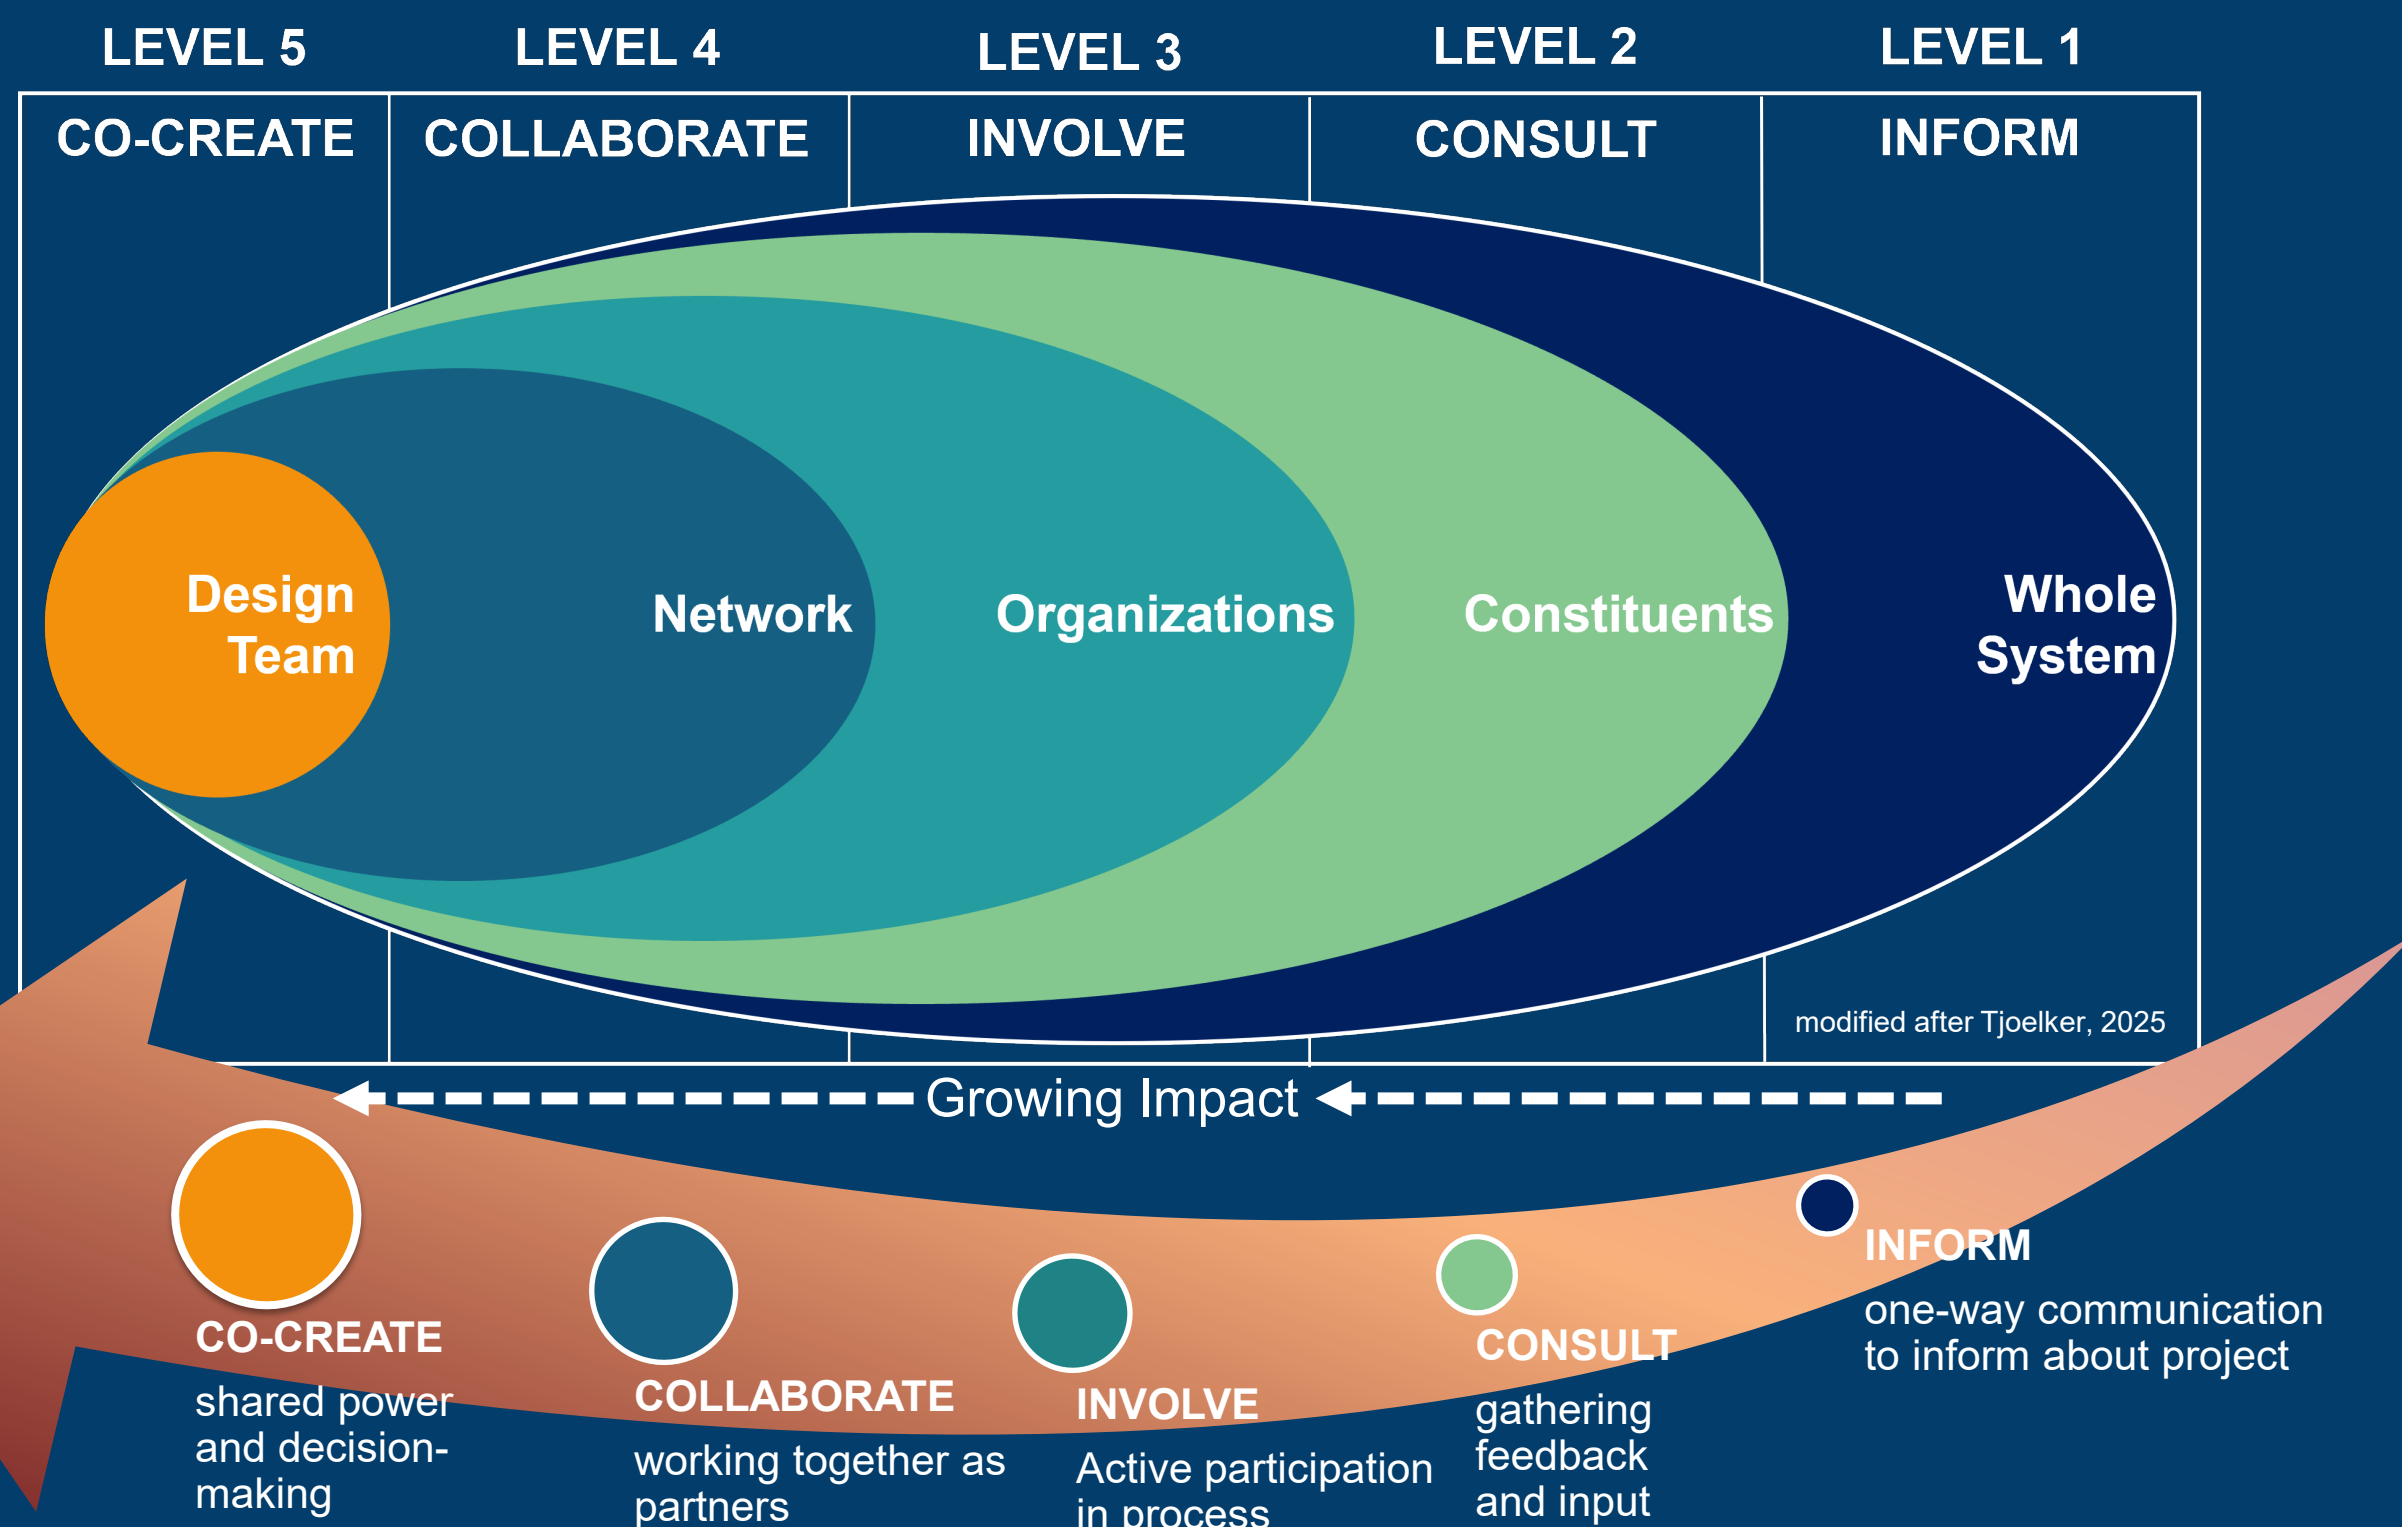 LEVEL 5
LEVEL 4
LEVEL 3
LEVEL 2
LEVEL 1
CO-CREATE
COLLABORATE
INVOLVE
CONSULT
INFORM
Design
Team
Network
Organizations
Constituents
Whole
System
modified after Tjoelker, 2025
Growing Impact
CO-CREATE
shared power
and decision-
making
COLLABORATE
working together as
partners
INVOLVE
Active participation
in process
CONSULT
gathering
feedback
and input
INFORM
one-way communication
to inform about project